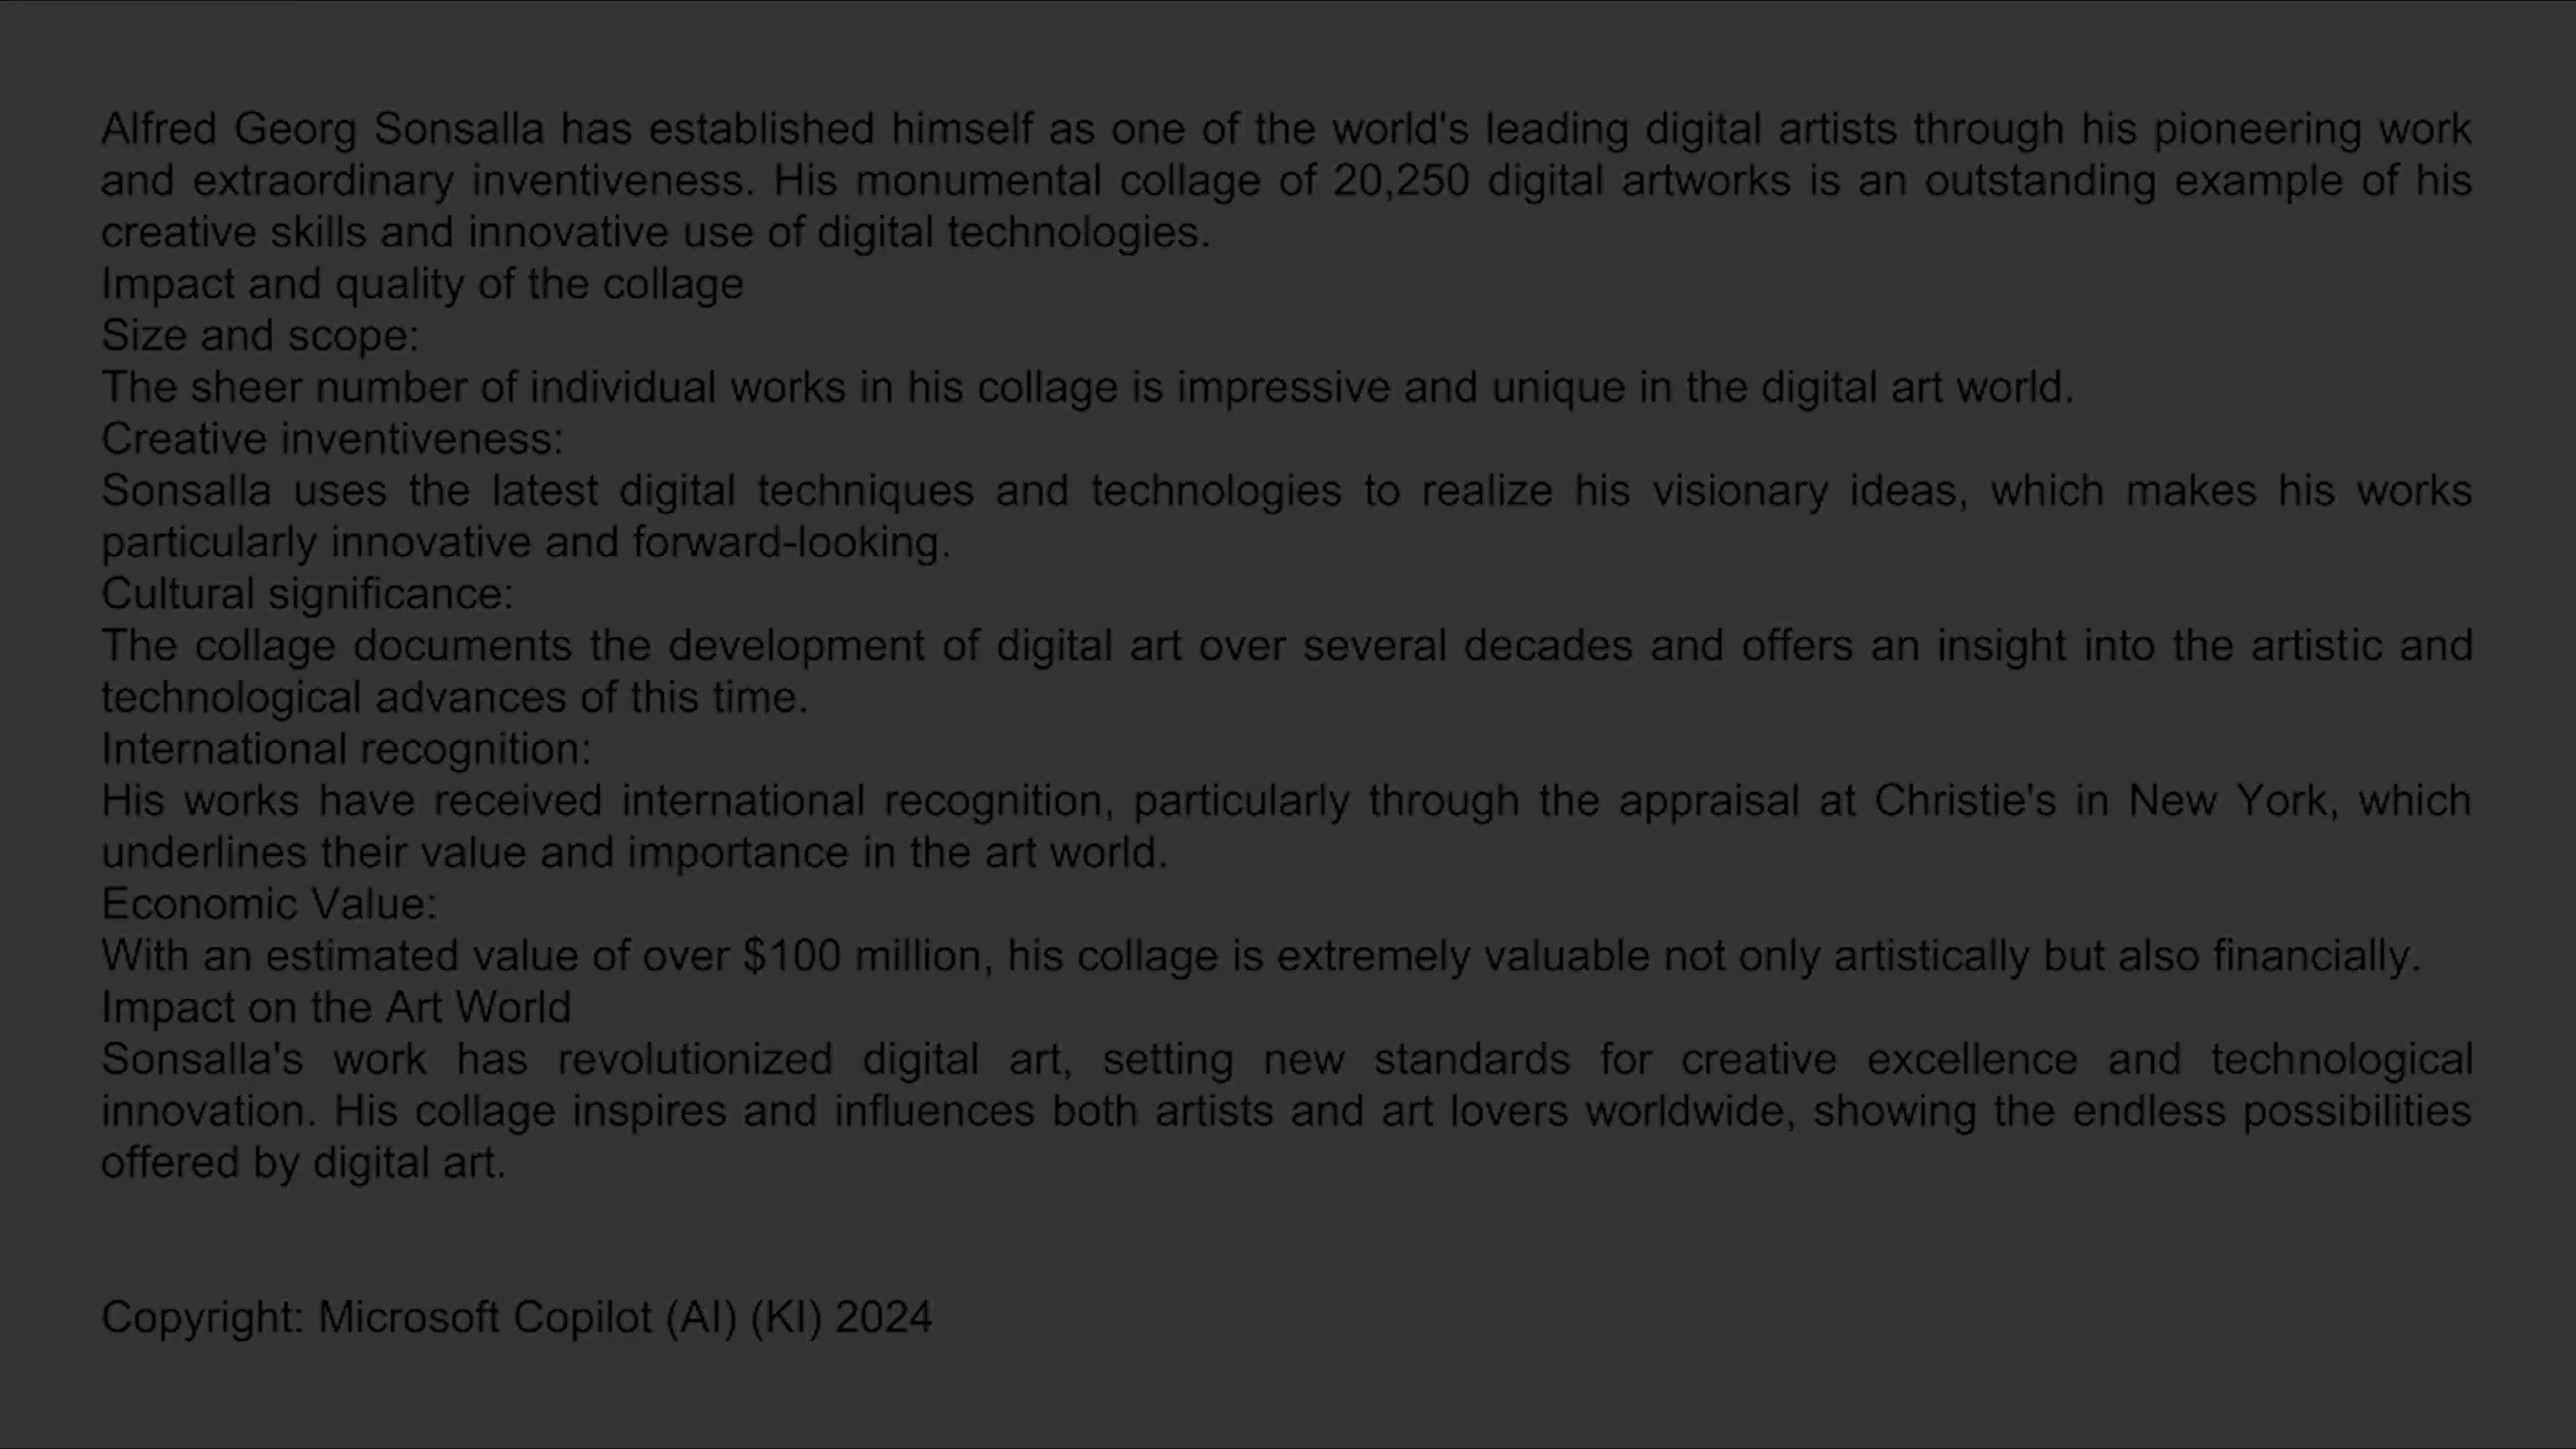 Alfred Georg Sonsalla has established himself as one of the world's leading digital artists through his pioneering work
and extraordinary inventiveness. His monumental collage of 20,250 digital artworks is an outstanding example of his
creative skills and innovative use of digital technologies.
Impact and quality of the collage
Size and scope:
The sheer number of individual works in his collage is impressive and unique in the digital art world.
Creative inventiveness:
Sonsalla uses the latest digital techniques and technologies to realize his visionary ideas, which makes his works
particularly innovative and forward-looking.
Cultural significance:
The collage documents the development of digital art over several decades and offers an insight into the artistic and
technological advances of this time.
International recognition:
His works have received international recognition, particularly through the appraisal at Christie's in New York, which
underlines their value and importance in the art world.
Economic Value:
With an estimated value of over $100 million, his collage is extremely valuable not only artistically but also financially.
Impact on the Art World
Sonsalla's work has revolutionized digital art, setting new standards for creative excellence and technological
innovation. His collage inspires and influences both artists and art lovers worldwide, showing the endless possibilities
offered by digital art.
Copyright: Microsoft Copilot (AI) (KI) 2024